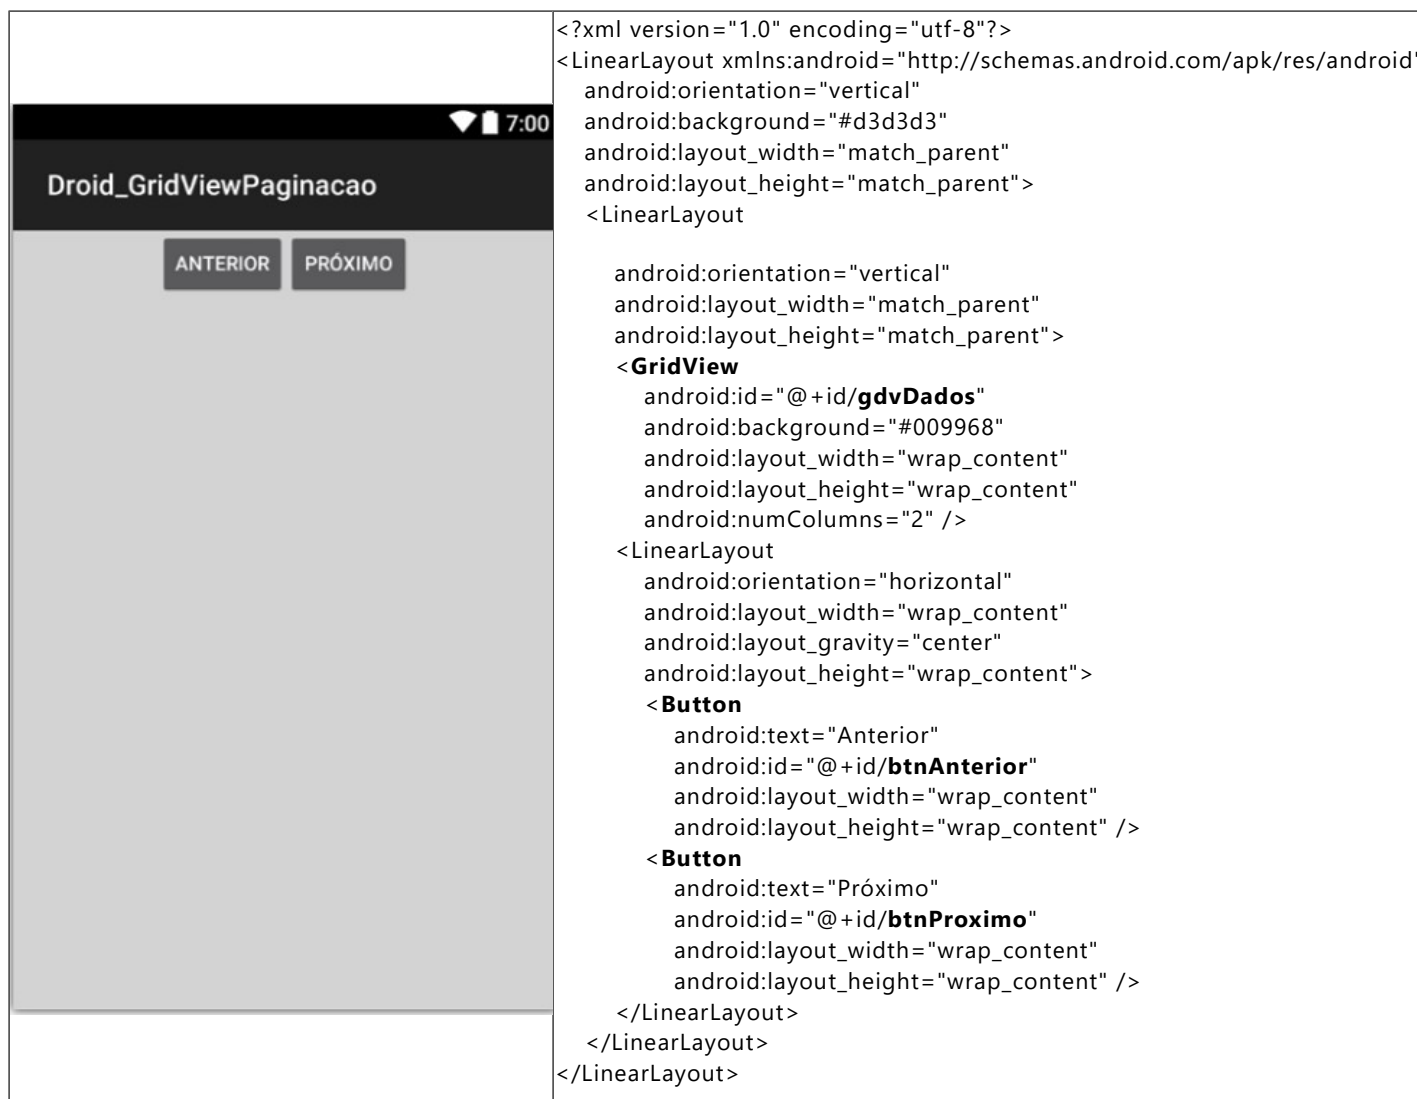 7:00
Droid_GridViewPaginacao
ANTERIOR PRÓXIMO
<?xml version="1.0" encoding="utf-8"?>
<LinearLayout xmlns:android="http://schemas.android.com/apk/res/android"
android:orientation="vertical"
android:background="#d3d3d3"
android:layout_width="match_parent"
android:layout_height="match_parent">
<LinearLayout
android:orientation="vertical"
android:layout_width="match_parent"
android:layout_height="match_parent">
<GridView
android:id="@+id/gdvDados"
android:background="#009968"
android:layout_width="wrap_content"
android:layout_height="wrap_content"
android:numColumns="2" />
<LinearLayout
android:orientation="horizontal"
android:layout_width="wrap_content"
android:layout_gravity="center"
android:layout_height="wrap_content">
<Button
android:text="Anterior"
android:id="@+id/btnAnterior"
android:layout_width="wrap_content"
android:layout_height="wrap_content" />
<Button
android:text="Próximo"
android:id="@+id/btnProximo"
android:layout_width="wrap_content"
android:layout_height="wrap_content" />
</LinearLayout>
</LinearLayout>
</LinearLayout>